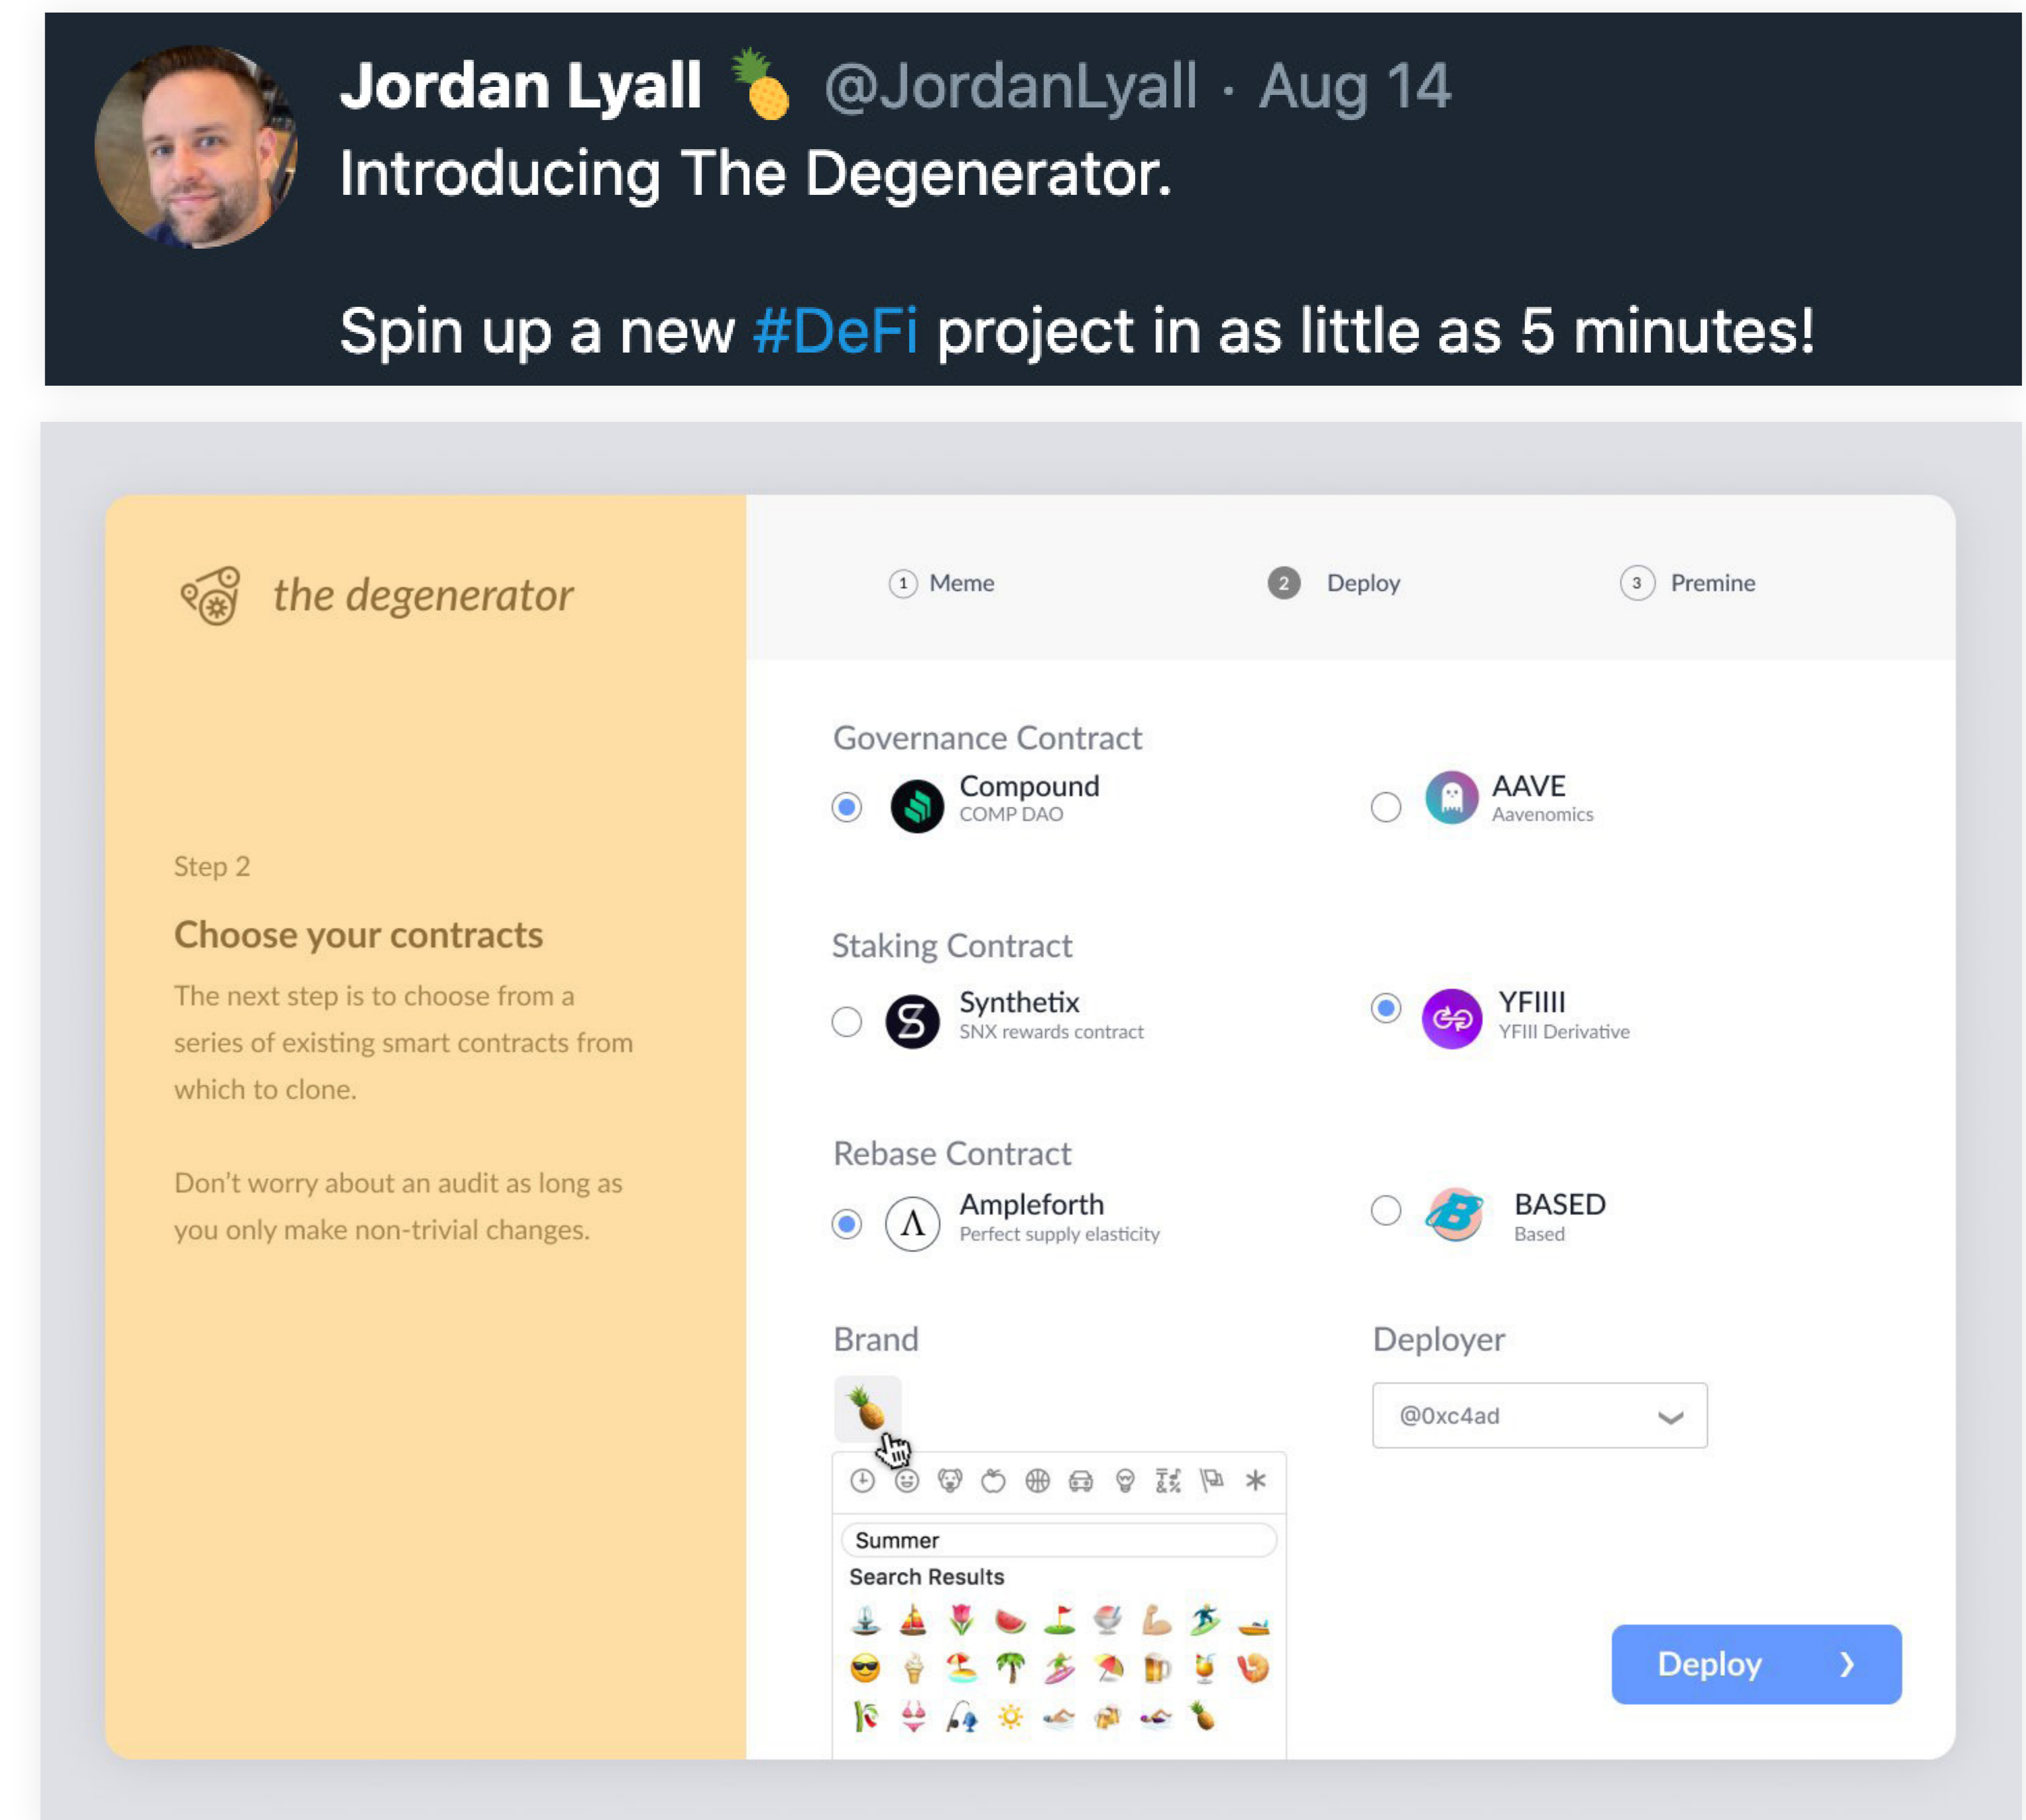 Jordan Lyall 🍍 @JordanLyall · Aug 14
Introducing The Degenerator.
Spin up a new #DeFi project in as little as 5 minutes!
the degenerator
1 Meme
2 Deploy
3 Premine
Step 2
Choose your contracts
The next step is to choose from a
series of existing smart contracts from
which to clone.
Don't worry about an audit as long as
you only make non-trivial changes.
Governance Contract
Compound
COMP DAO
AAVE
Aavenomics
Staking Contract
Synthetix
SNX rewards contract
YFIIII
YFIII Derivative
Rebase Contract
Ampleforth
Perfect supply elasticity
BASED
Based
Brand
Deployer
@0xc4ad
Summer
Search Results
Deploy